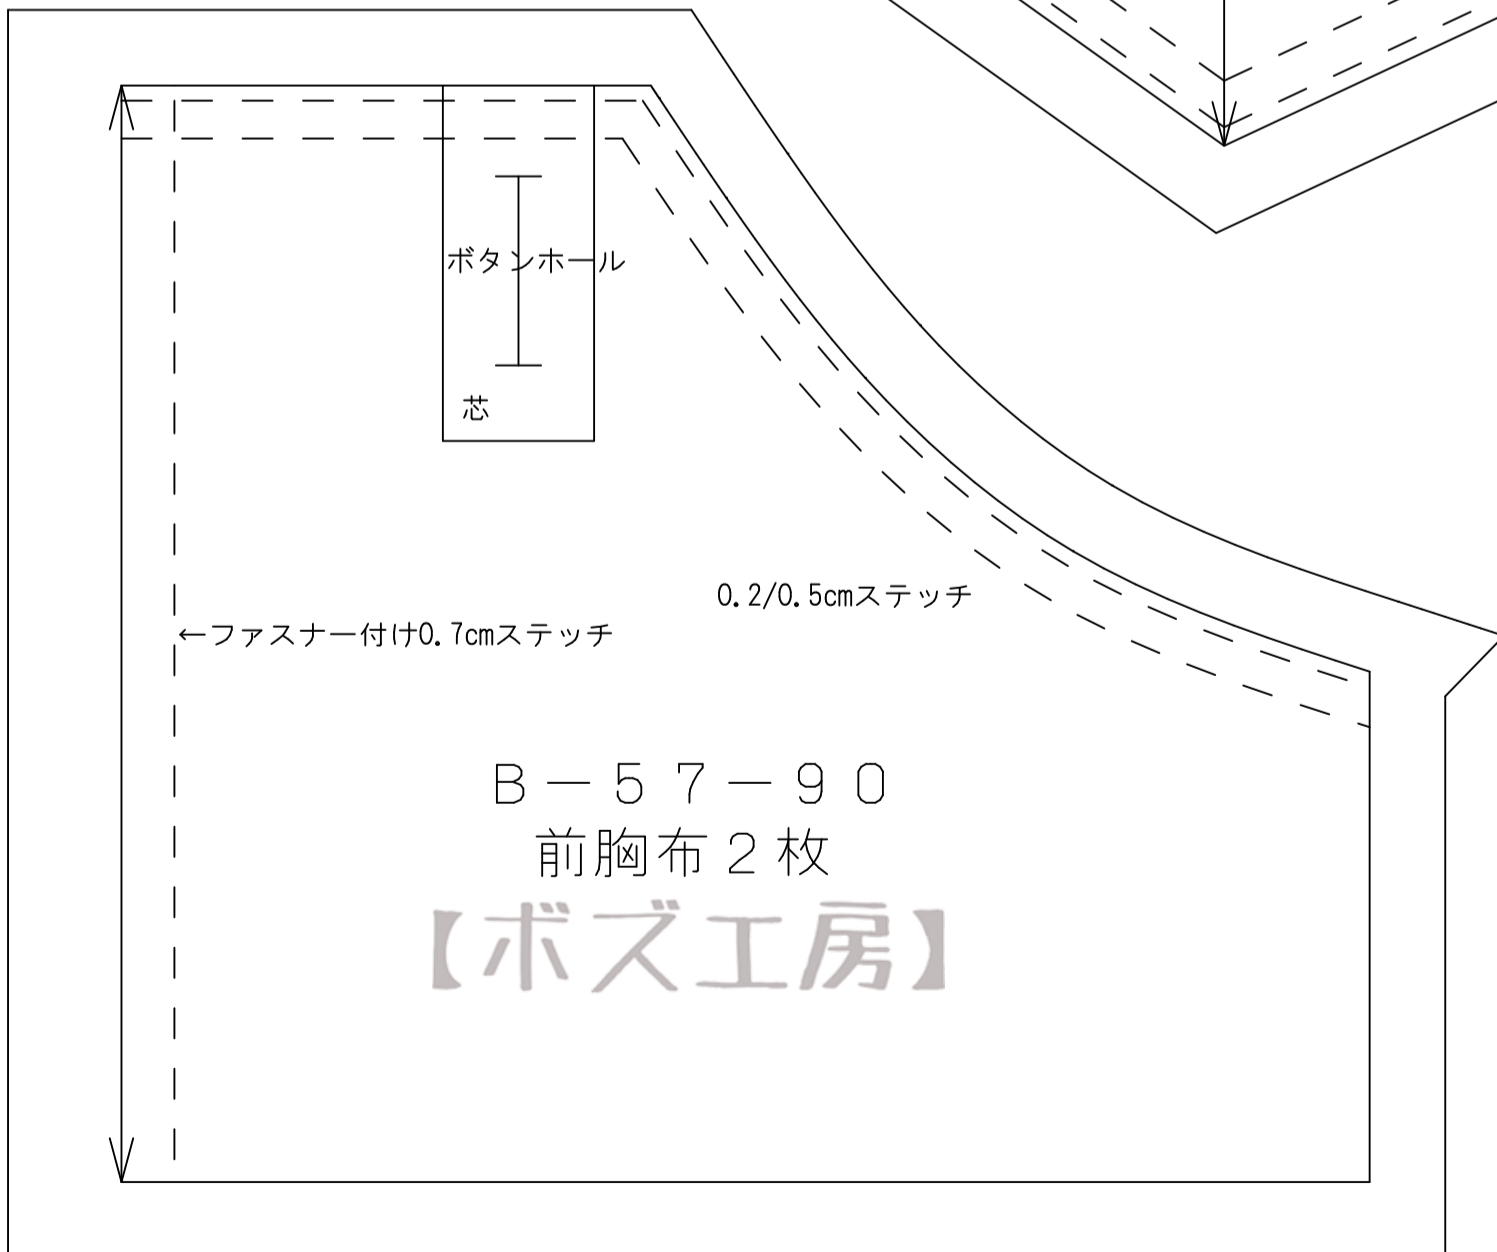 ボタンホール
芯
0.2/0.5cmステッチ
←ファスナー付け0.7cmステッチ
B-57-90
前胸布2枚
【ボズ工房】